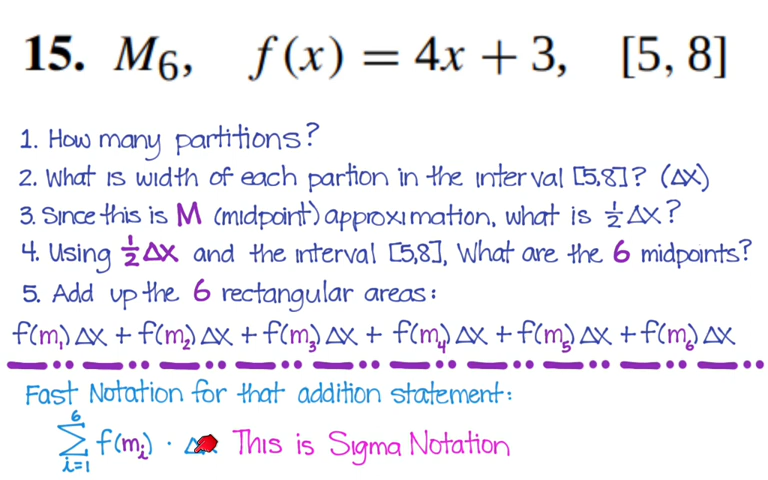 15. M₆, f(x) = 4x + 3, [5, 8]
1. How many partitions?
2. What is width of each partion in the interval [5,8]? (Δx)
3. Since this is M (midpoint) approximation, what is ½Δx?
4. Using ½Δx and the interval [5,8], What are the 6 midpoints?
5. Add up the 6 rectangular areas:
f(m₁)Δx + f(m₂)Δx + f(m₃)Δx + f(m₄)Δx + f(m₅)Δx + f(m₆)Δx
Fast Notation for that addition statement:
6
Σ f(mᵢ) · Δ This is Sigma Notation
i=1